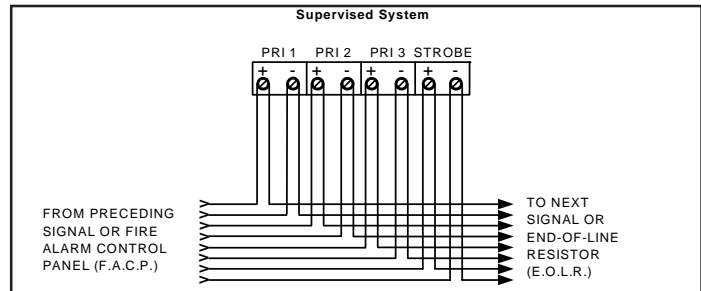 Supervised System
PRI 1 PRI 2 PRI 3 STROBE
+ - + - + - + -
FROM PRECEDING
SIGNAL OR FIRE
ALARM CONTROL
PANEL (F.A.C.P.)
TO NEXT
SIGNAL OR
END-OF-LINE
RESISTOR
(E.O.L.R.)